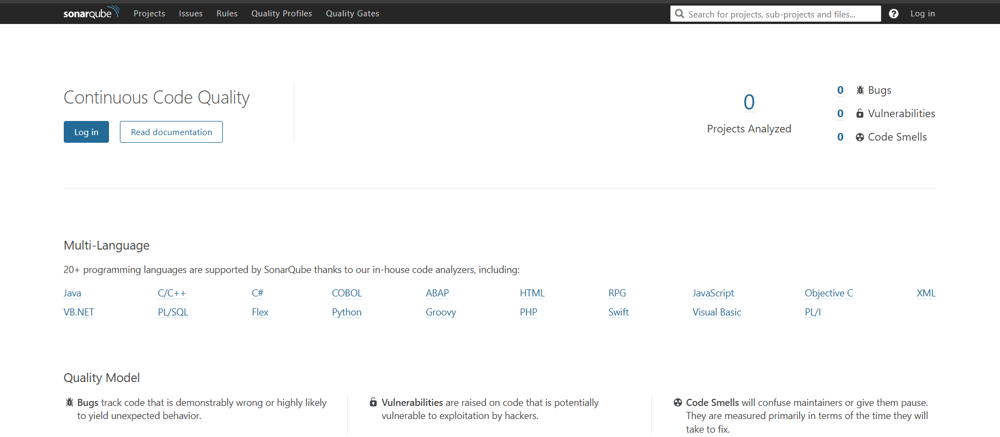 sonarqube Projects Issues Rules Quality Profiles Quality Gates Search for projects, sub-projects and files... ? Log in
Continuous Code Quality
Log in Read documentation
0
Projects Analyzed
0 Bugs
0 Vulnerabilities
0 Code Smells
Multi-Language
20+ programming languages are supported by SonarQube thanks to our in-house code analyzers, including:
Java C/C++ C# COBOL ABAP HTML RPG JavaScript Objective C XML
VB.NET PL/SQL Flex Python Groovy PHP Swift Visual Basic PL/I
Quality Model
Bugs track code that is demonstrably wrong or highly likely
to yield unexpected behavior.
Vulnerabilities are raised on code that is potentially
vulnerable to exploitation by hackers.
Code Smells will confuse maintainers or give them pause.
They are measured primarily in terms of the time they will
take to fix.